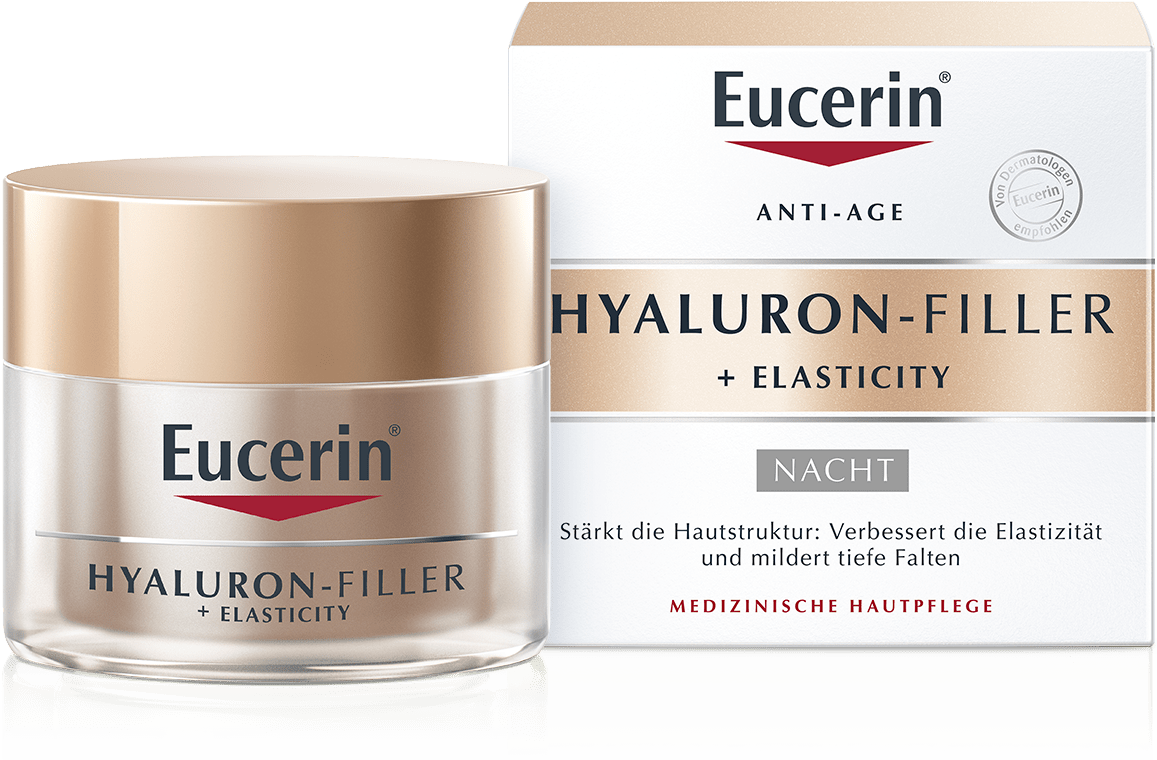 Eucerin®
ANTI-AGE
Von Dermatologen
Eucerin
empfohlen
HYALURON-FILLER
+ ELASTICITY
NACHT
Stärkt die Hautstruktur: Verbessert die Elastizität
und mildert tiefe Falten
MEDIZINISCHE HAUTPFLEGE
Eucerin®
HYALURON-FILLER
+ ELASTICITY